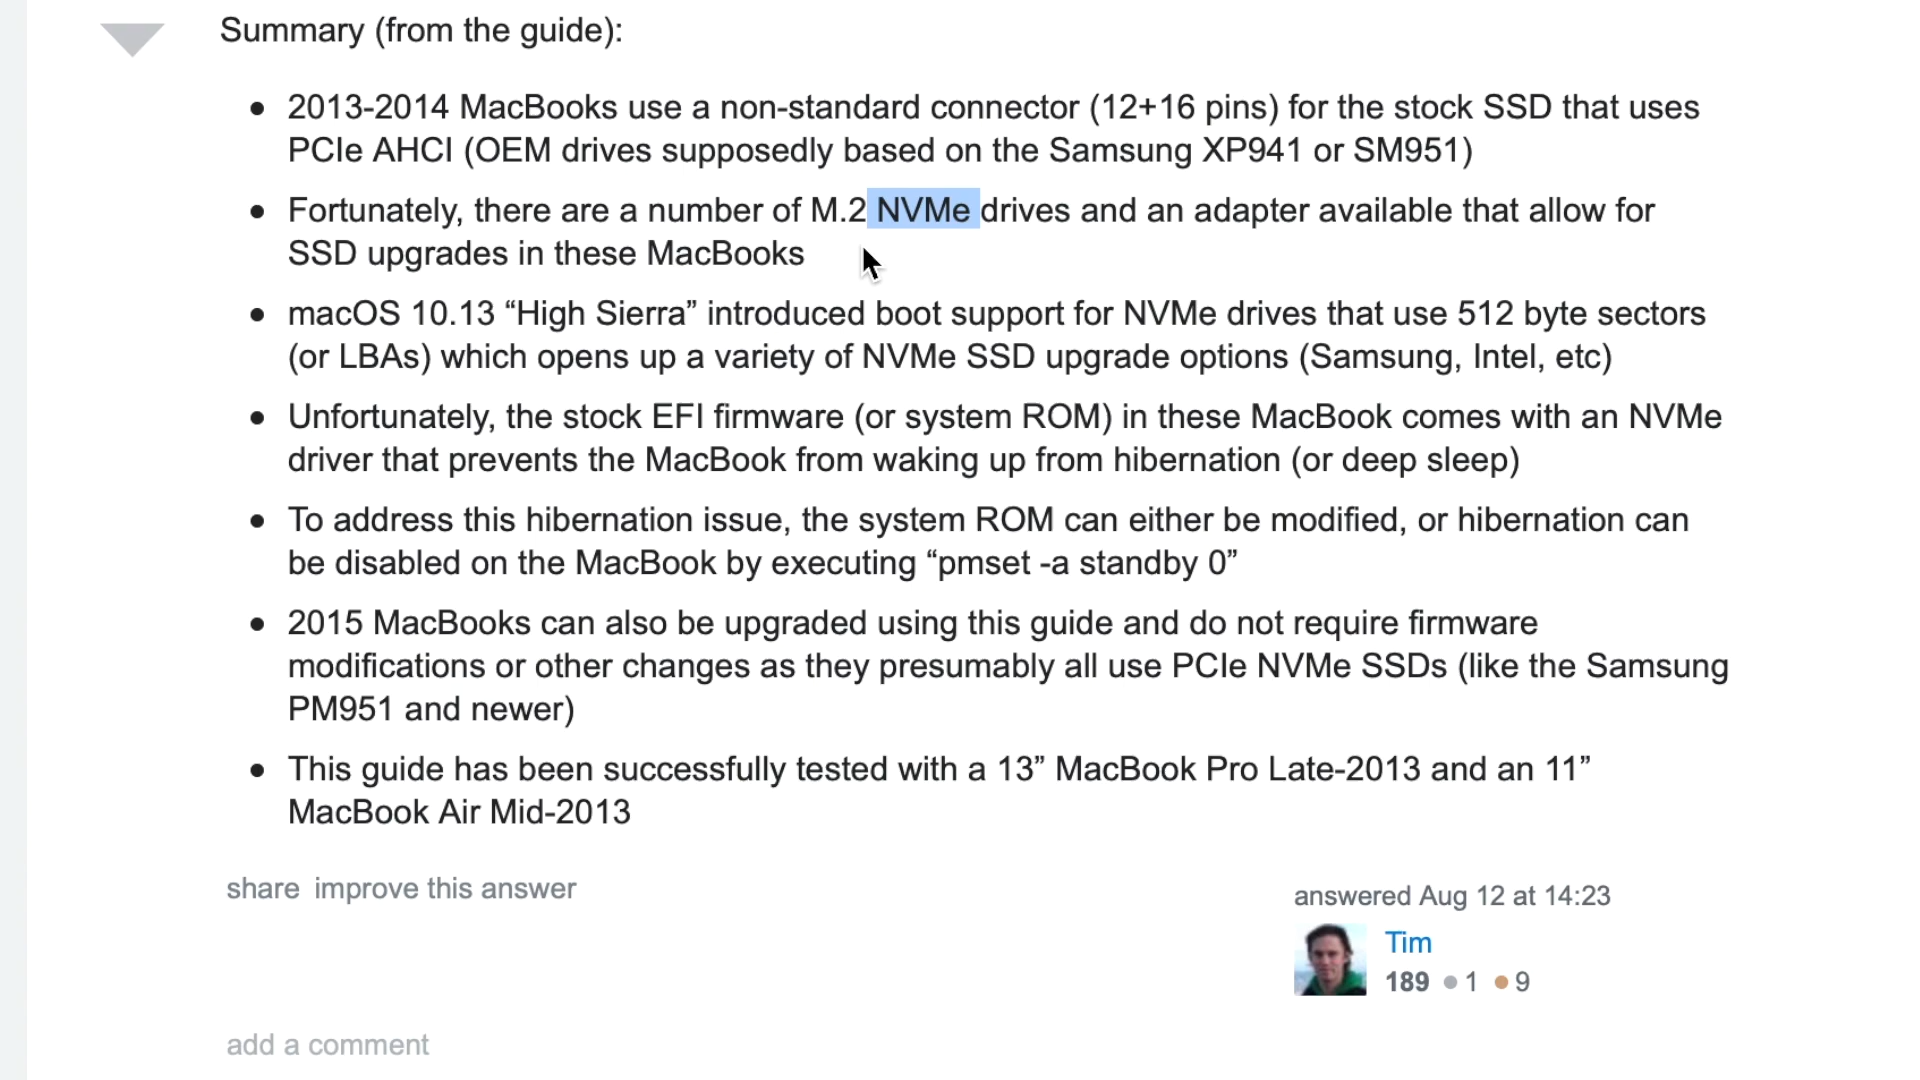 Summary (from the guide):
• 2013-2014 MacBooks use a non-standard connector (12+16 pins) for the stock SSD that uses
PCIe AHCI (OEM drives supposedly based on the Samsung XP941 or SM951)
• Fortunately, there are a number of M.2 NVMe drives and an adapter available that allow for
SSD upgrades in these MacBooks
• macOS 10.13 “High Sierra” introduced boot support for NVMe drives that use 512 byte sectors
(or LBAs) which opens up a variety of NVMe SSD upgrade options (Samsung, Intel, etc)
• Unfortunately, the stock EFI firmware (or system ROM) in these MacBook comes with an NVMe
driver that prevents the MacBook from waking up from hibernation (or deep sleep)
• To address this hibernation issue, the system ROM can either be modified, or hibernation can
be disabled on the MacBook by executing “pmset -a standby 0”
• 2015 MacBooks can also be upgraded using this guide and do not require firmware
modifications or other changes as they presumably all use PCIe NVMe SSDs (like the Samsung
PM951 and newer)
• This guide has been successfully tested with a 13” MacBook Pro Late-2013 and an 11”
MacBook Air Mid-2013
share improve this answer
answered Aug 12 at 14:23
Tim
189 ● 1 ● 9
add a comment